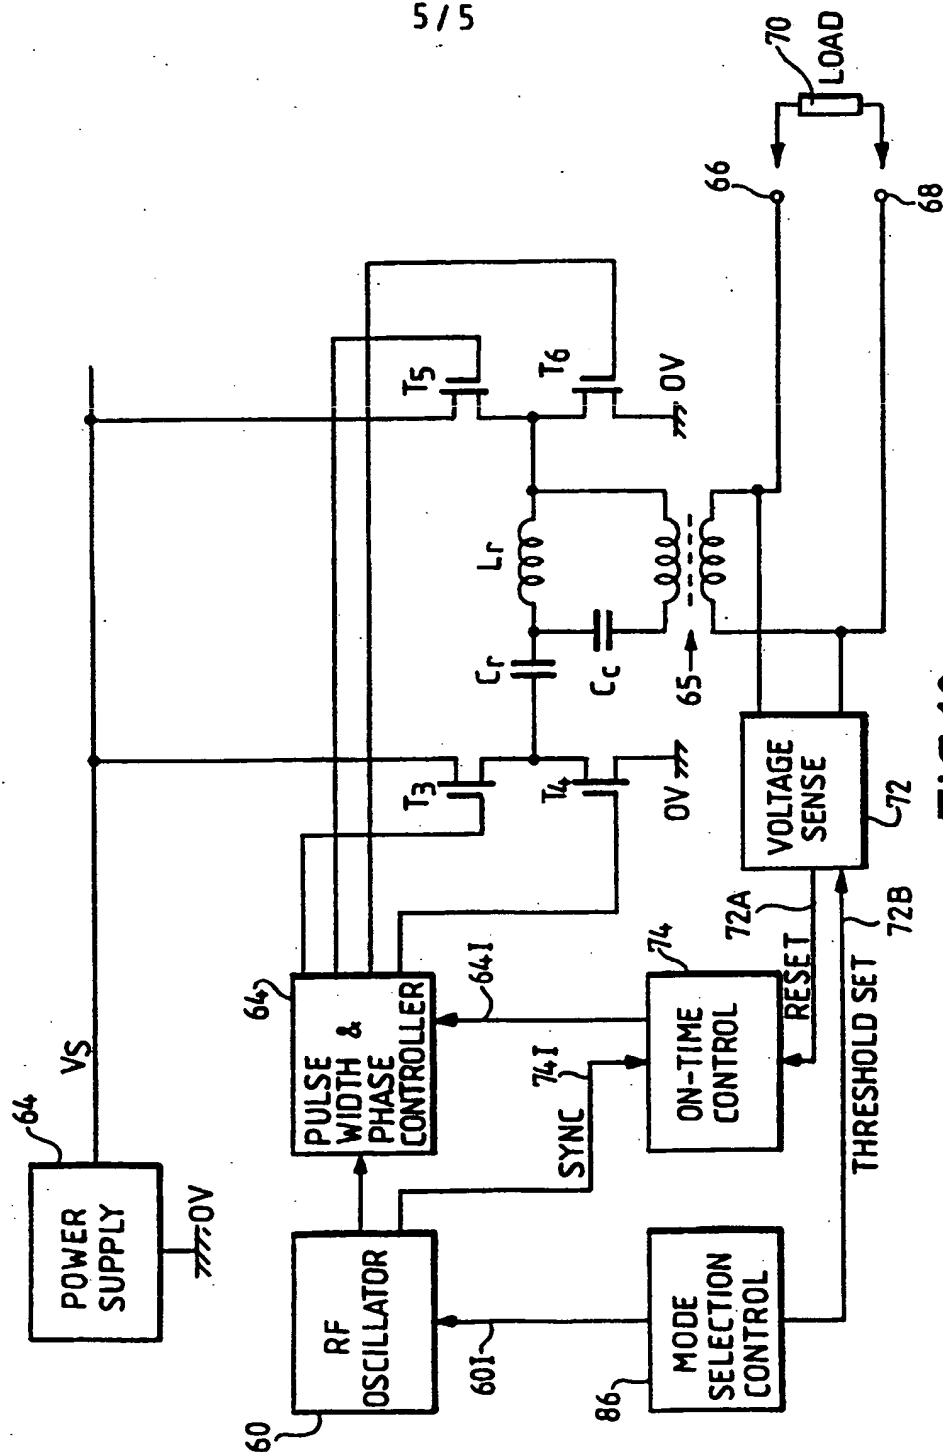 5/5
POWER
SUPPLY
64
VS
0V
RF
OSCILLATOR
60
60I
PULSE
WIDTH &
PHASE
CONTROLLER
64
64I
SYNC
74I
MODE
SELECTION
CONTROL
86
ON-TIME
CONTROL
74
RESET
72A
THRESHOLD SET
72B
VOLTAGE
SENSE
72
T3
T4
0V
Cr
Lr
Cc
65
T5
T6
0V
66
68
70
LOAD